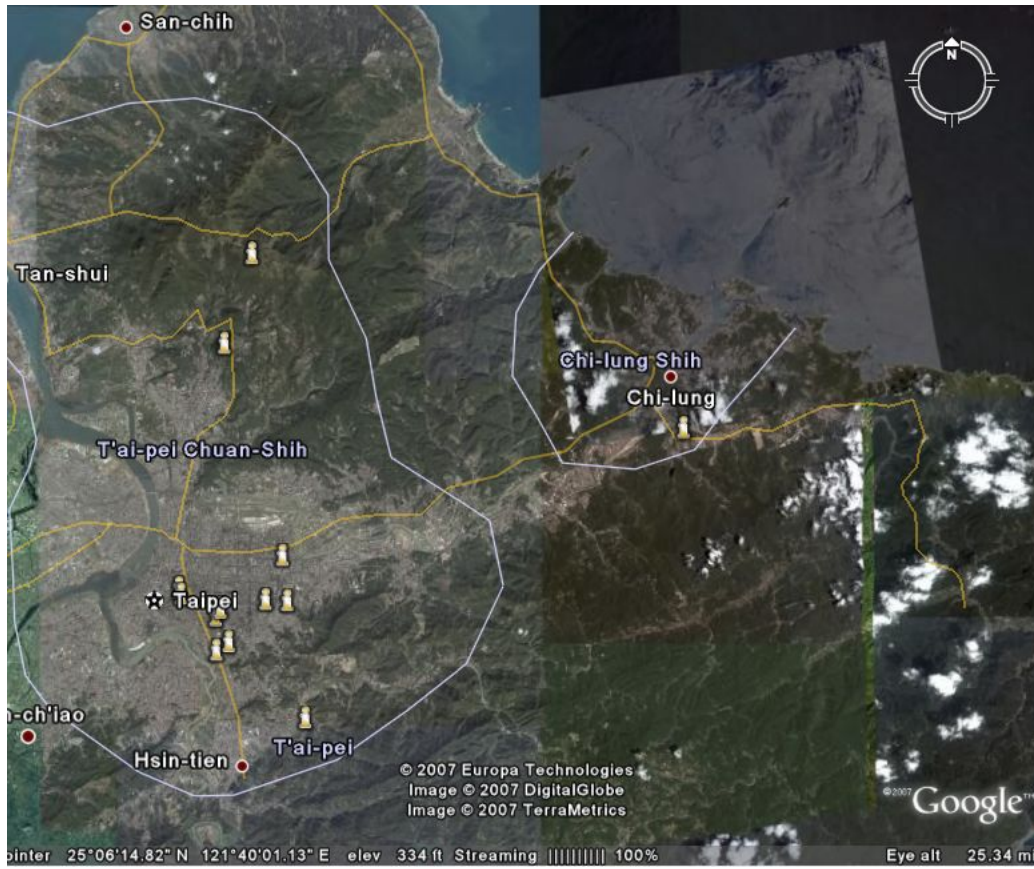 San-chih
N
Tan-shui
Chi-lung Shih
Chi-lung
T'ai-pei Chuan-Shih
Taipei
n-ch'iao
T'ai-pei
Hsin-tien
© 2007 Europa Technologies
Image © 2007 DigitalGlobe
Image © 2007 TerraMetrics
©2007 Google™
ointer 25°06'14.82" N 121°40'01.13" E elev 334 ft Streaming |||||||||| 100% Eye alt 25.34 mi